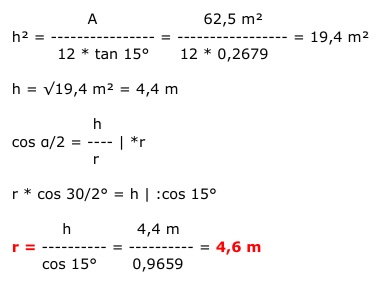 A 62,5 m²
h² = ----------------- = ------------------ = 19,4 m²
12 * tan 15° 12 * 0,2679
h = √19,4 m² = 4,4 m
h
cos α/2 = ---- | *r
r
r * cos 30/2° = h | :cos 15°
h 4,4 m
r = ---------- = ---------- = 4,6 m
cos 15° 0,9659